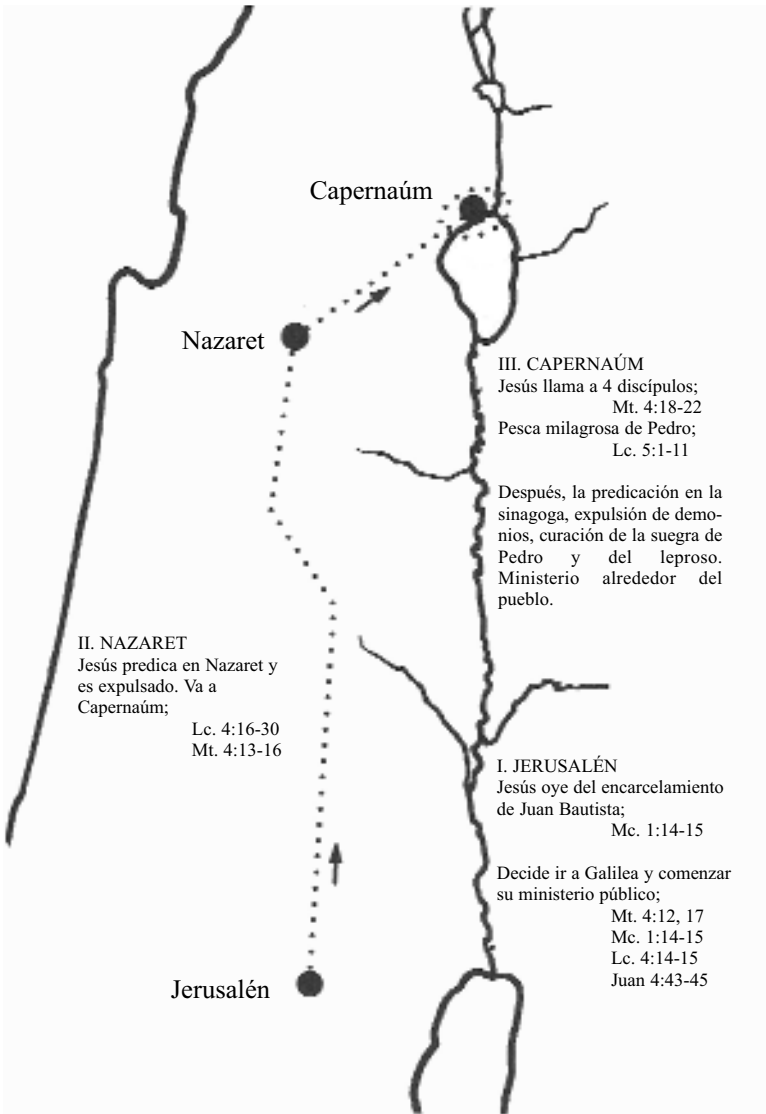 Capernaúm
Nazaret
III. CAPERNAÚM
Jesús llama a 4 discípulos;
Mt. 4:18-22
Pesca milagrosa de Pedro;
Lc. 5:1-11
Después, la predicación en la
sinagoga, expulsión de demo-
nios, curación de la suegra de
Pedro y del leproso.
Ministerio alrededor del
pueblo.
II. NAZARET
Jesús predica en Nazaret y
es expulsado. Va a
Capernaúm;
Lc. 4:16-30
Mt. 4:13-16
I. JERUSALÉN
Jesús oye del encarcelamiento
de Juan Bautista;
Mc. 1:14-15
Decide ir a Galilea y comenzar
su ministerio público;
Mt. 4:12, 17
Mc. 1:14-15
Lc. 4:14-15
Juan 4:43-45
Jerusalén